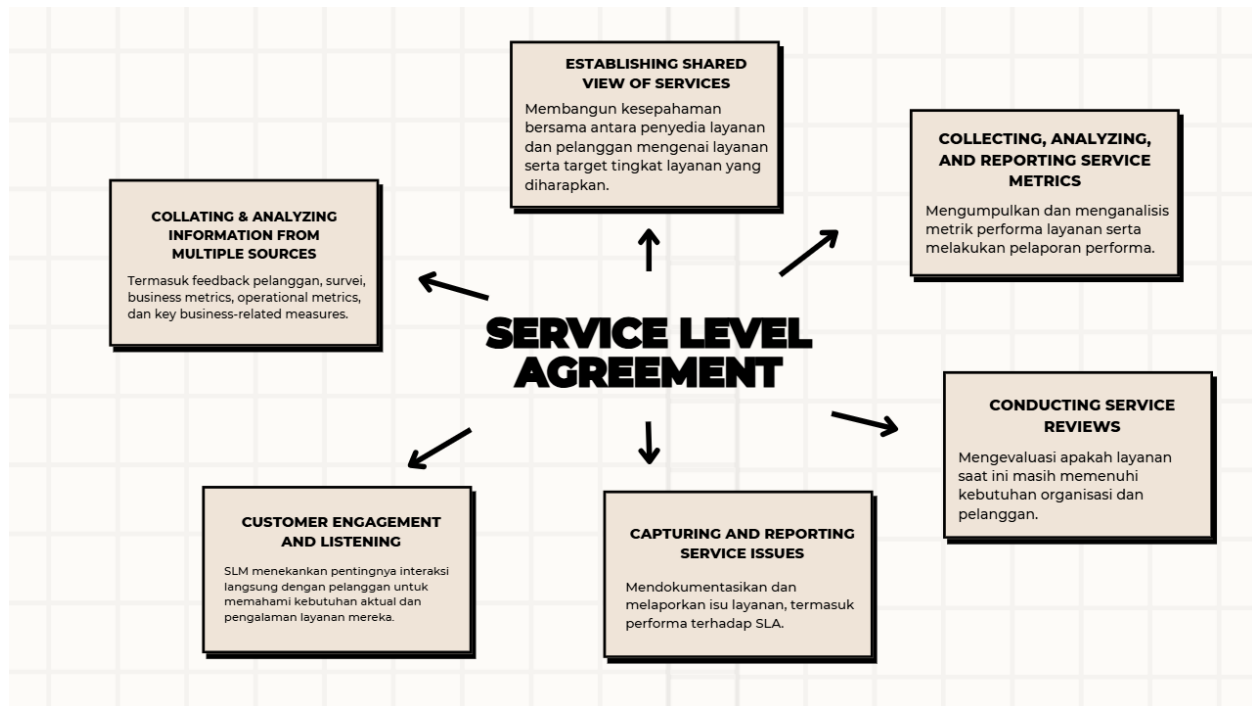 ESTABLISHING SHARED
VIEW OF SERVICES
Membangun kesepahaman
bersama antara penyedia layanan
dan pelanggan mengenai layanan
serta target tingkat layanan yang
diharapkan.
COLLECTING, ANALYZING,
AND REPORTING SERVICE
METRICS
Mengumpulkan dan menganalisis
metrik performa layanan serta
melakukan pelaporan performa.
COLLATING & ANALYZING
INFORMATION FROM
MULTIPLE SOURCES
Termasuk feedback pelanggan, survei,
business metrics, operational metrics,
dan key business-related measures.
SERVICE LEVEL
AGREEMENT
CONDUCTING SERVICE
REVIEWS
Mengevaluasi apakah layanan
saat ini masih memenuhi
kebutuhan organisasi dan
pelanggan.
CUSTOMER ENGAGEMENT
AND LISTENING
SLM menekankan pentingnya interaksi
langsung dengan pelanggan untuk
memahami kebutuhan aktual dan
pengalaman layanan mereka.
CAPTURING AND REPORTING
SERVICE ISSUES
Mendokumentasikan dan
melaporkan isu layanan, termasuk
performa terhadap SLA.